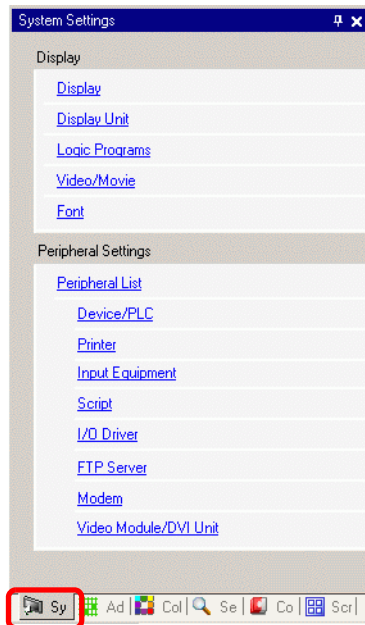 System Settings
Display
Display
Display Unit
Logic Programs
Video/Movie
Font
Peripheral Settings
Peripheral List
Device/PLC
Printer
Input Equipment
Script
I/O Driver
FTP Server
Modem
Video Module/DVI Unit
Sy Ad Col Se Co Scr